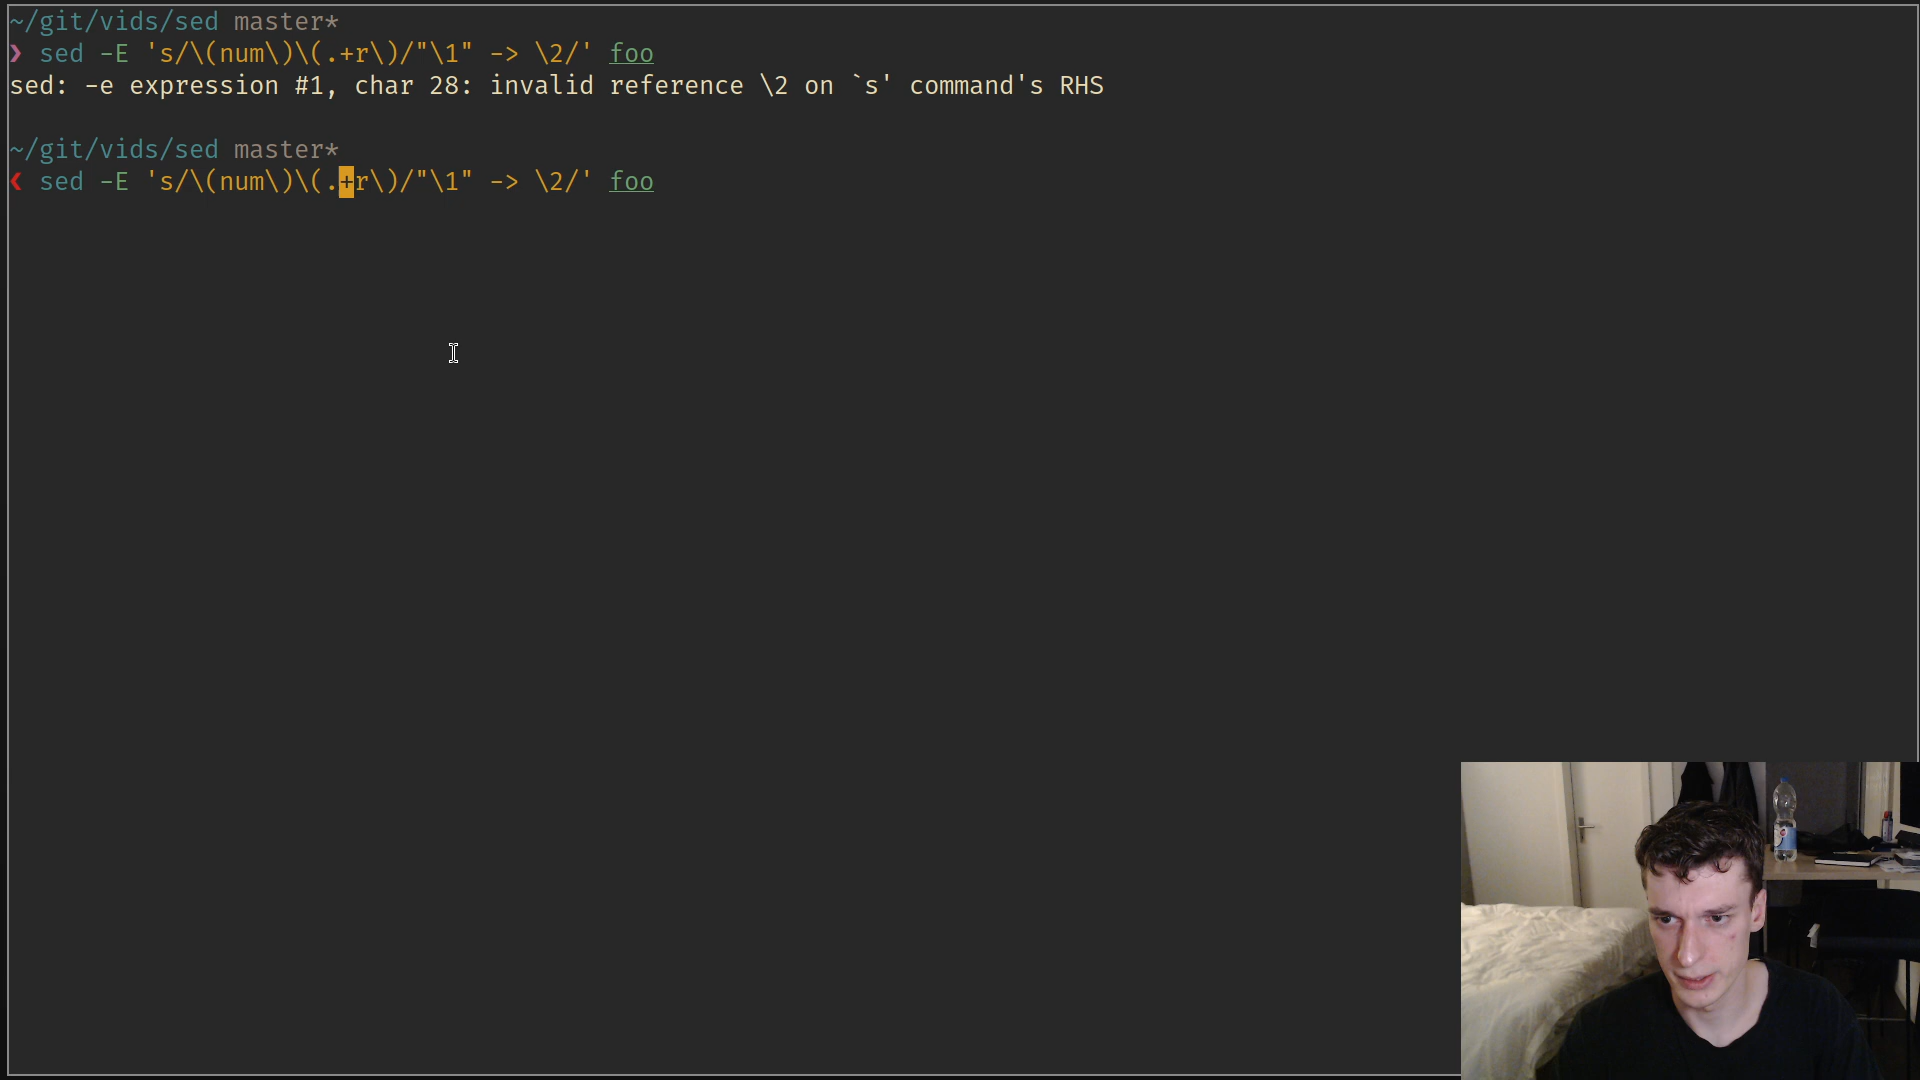 ~/git/vids/sed master*
❯ sed -E 's/\(num\)\(.+r\)/"\1" -> \2/' foo
sed: -e expression #1, char 28: invalid reference \2 on `s' command's RHS
~/git/vids/sed master*
❮ sed -E 's/\(num\)\(.+r\)/"\1" -> \2/' foo